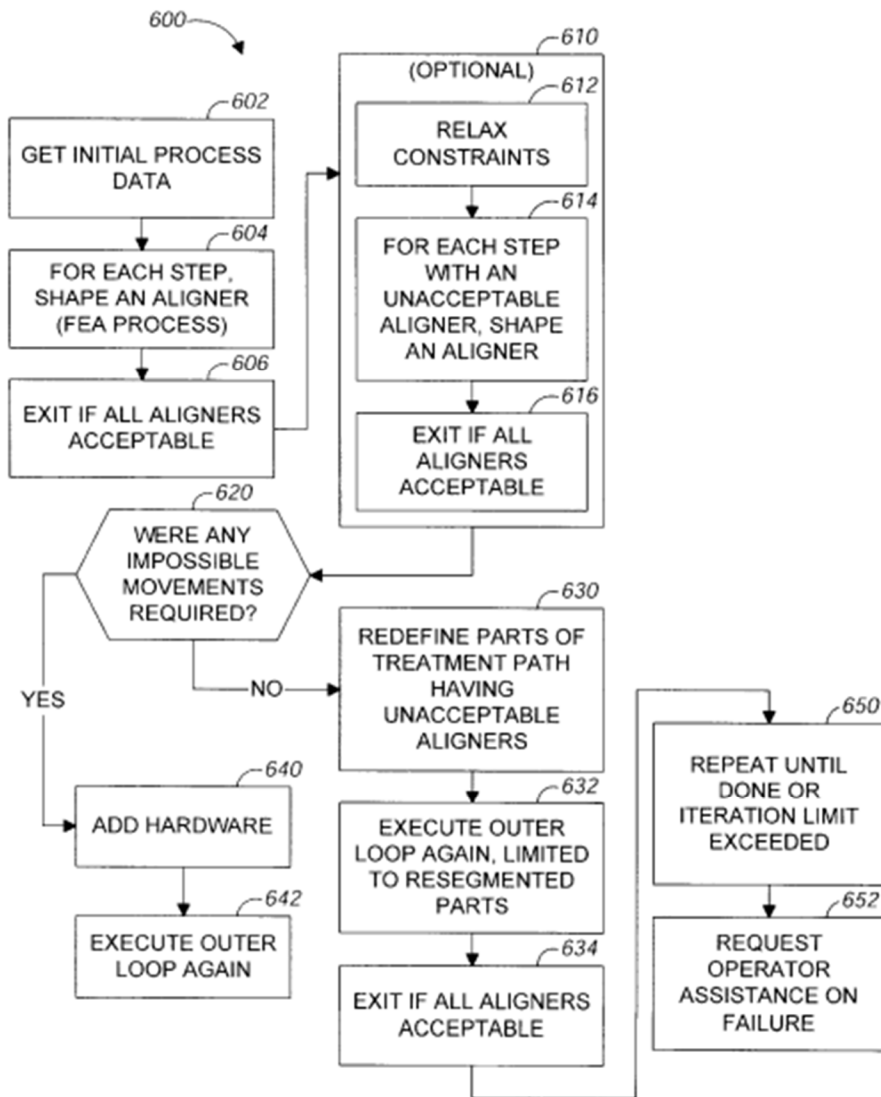 600
602
GET INITIAL PROCESS
DATA
604
FOR EACH STEP,
SHAPE AN ALIGNER
(FEA PROCESS)
606
EXIT IF ALL ALIGNERS
ACCEPTABLE
610
(OPTIONAL)
612
RELAX
CONSTRAINTS
614
FOR EACH STEP
WITH AN
UNACCEPTABLE
ALIGNER, SHAPE
AN ALIGNER
616
EXIT IF ALL
ALIGNERS
ACCEPTABLE
620
WERE ANY
IMPOSSIBLE
MOVEMENTS
REQUIRED?
YES
NO
630
REDEFINE PARTS OF
TREATMENT PATH
HAVING
UNACCEPTABLE
ALIGNERS
632
EXECUTE OUTER
LOOP AGAIN, LIMITED
TO RESEGMENTED
PARTS
634
EXIT IF ALL ALIGNERS
ACCEPTABLE
640
ADD HARDWARE
642
EXECUTE OUTER
LOOP AGAIN
650
REPEAT UNTIL
DONE OR
ITERATION LIMIT
EXCEEDED
652
REQUEST
OPERATOR
ASSISTANCE ON
FAILURE